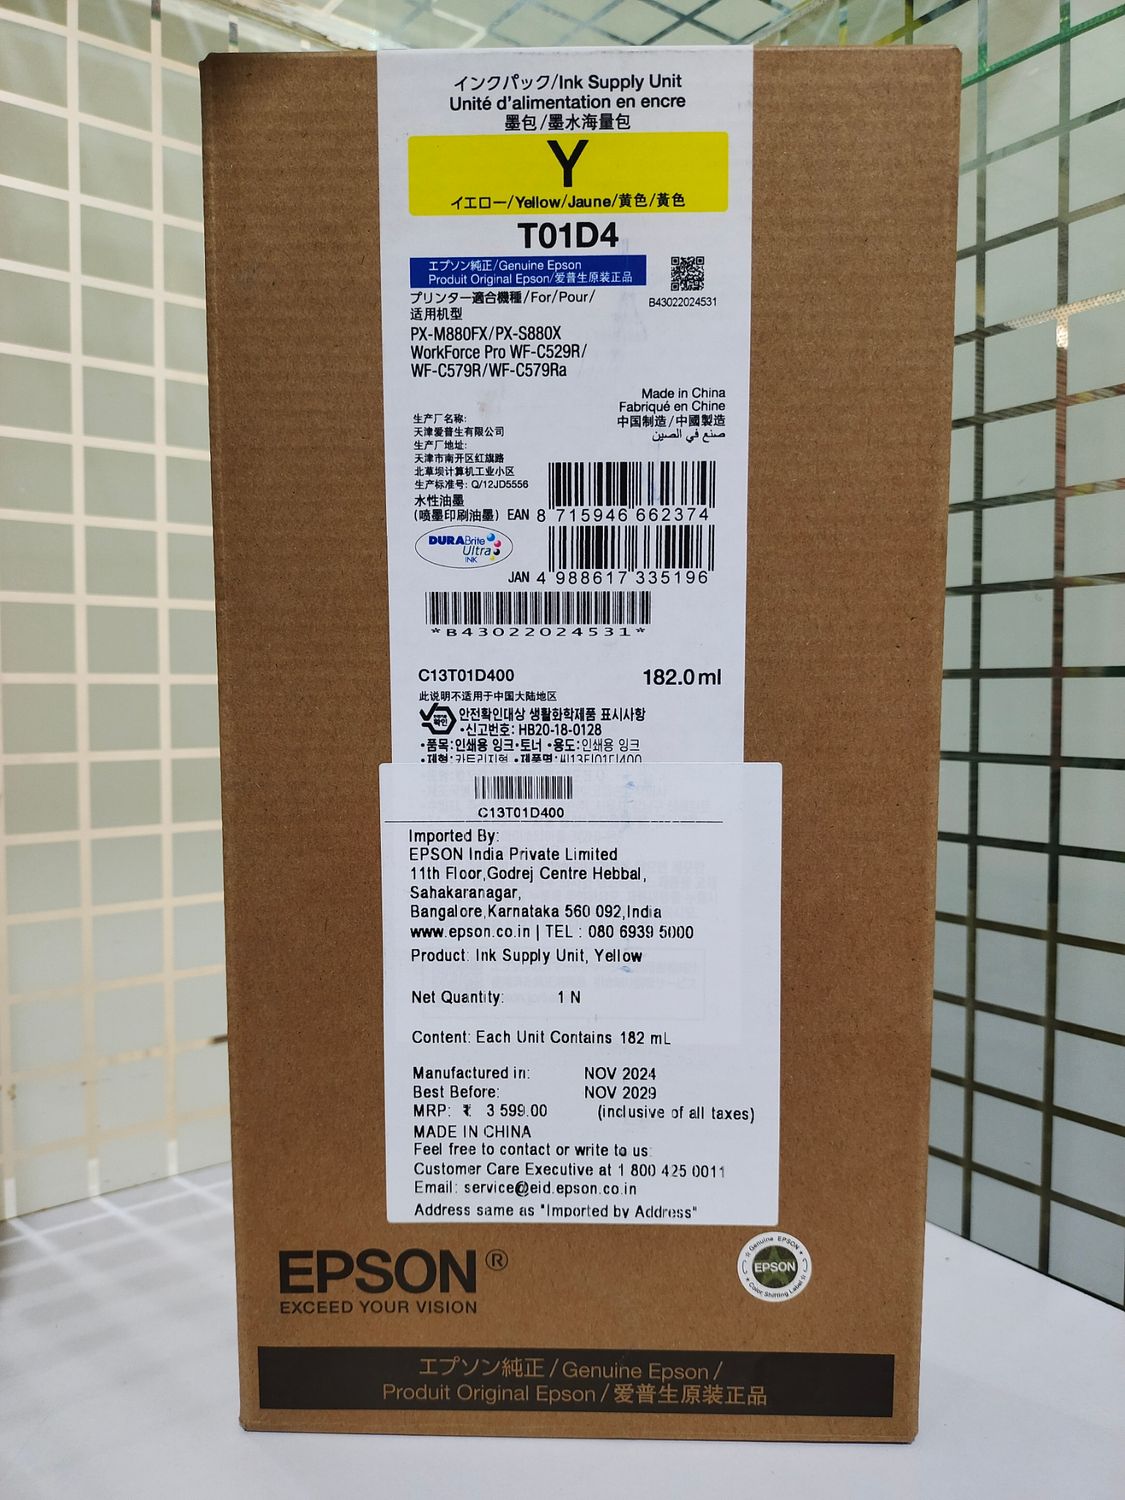 インクパック/Ink Supply Unit
Unité d'alimentation en encre
墨包/墨水海量包
Y
イエロー/Yellow/Jaune/黄色/黃色
T01D4
エプソン純正/Genuine Epson
Produit Original Epson/爱普生原装正品
B43022024531
プリンター適合機種/For/Pour/
适用机型
PX-M880FX/PX-S880X
WorkForce Pro WF-C529R/
WF-C579R/WF-C579Ra
Made in China
Fabriqué en Chine
中国制造/中國製造
صنع في الصين
生产厂名称:
天津爱普生有限公司
生产厂地址:
天津市南开区红旗路
北草坝计算机工业小区
生产标准号: Q/12JD5556
水性油墨
(喷墨印刷油墨)
EAN 8 715946 662374
DURABrite
Ultra
INK
JAN 4 988617 335196
*B43022024531*
C13T01D400 182.0 ml
此说明不适用于中国大陆地区
안전확인대상 생활화학제품 표시사항
•신고번호: HB20-18-0128
•품목:인쇄용 잉크·토너 •용도:인쇄용 잉크
C13T01D400
Imported By:
EPSON India Private Limited
11th Floor,Godrej Centre Hebbal,
Sahakaranagar,
Bangalore,Karnataka 560 092,India
www.epson.co.in | TEL : 080 6939 5000
Product: Ink Supply Unit, Yellow
Net Quantity: 1 N
Content: Each Unit Contains 182 mL
Manufactured in: NOV 2024
Best Before: NOV 2029
MRP: ₹ 3 599.00 (inclusive of all taxes)
MADE IN CHINA
Feel free to contact or write to us:
Customer Care Executive at 1 800 425 0011
Email: service@eid.epson.co.in
Address same as "Imported by Address"
EPSON®
EXCEED YOUR VISION
Genuine EPSON
EPSON
Color Shifting Label
エプソン純正/Genuine Epson/
Produit Original Epson/爱普生原装正品